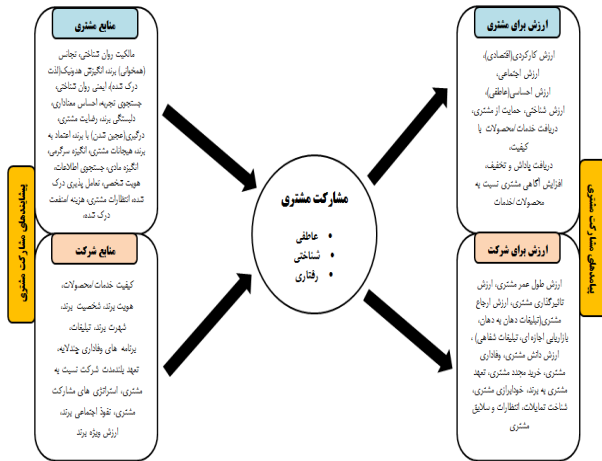 ارزش برای مشتری
ارزش کارکردی(اقتصادی)،
ارزش اجتماعی،
ارزش احساسی(عاطفی)،
ارزش شناختی، حمایت از مشتری،
دریافت خدمات/محصولات با
کیفیت،
دریافت پاداش و تخفیف،
افزایش آگاهی مشتری نسبت به
محصولات/خدمات
ارزش برای شرکت
ارزش طول عمر مشتری، ارزش
تاثیرگذاری مشتری، ارزش ارجاع
مشتری(تبلیغات دهان به دهان،
بازاریابی اجازه ای، تبلیغات شفاهی) ،
ارزش دانش مشتری، وفاداری
مشتری، خرید مجدد مشتری، تعهد
مشتری به برند، خودابرازی مشتری،
شناخت تمایلات، انتظارات و سلایق
مشتری
پیامدهای مشارکت مشتری
مشارکت مشتری
• عاطفی
• شناختی
• رفتاری
منابع مشتری
مالکیت روان شناختی، تجانس
(همخوانی) برند، انگیزش هدونیک(لذت
درک شده)، ایمنی روان شناختی،
جستجوی تجربه، احساس معناداری،
دلبستگی برند، رضایت مشتری،
درگیری(عجین شدن) با برند، اعتماد به
برند، هیجانات مشتری، انگیزه سرگرمی،
انگیزه مادی، جستجوی اطلاعات،
هویت شخصی، تعامل پذیری درک
شده، انتظارات مشتری، هزینه /منفعت
درک شده،
منابع شرکت
کیفیت خدمات/محصولات،
هویت برند، شخصیت برند،
شهرت برند، تبلیغات،
برنامه های وفاداری چندلایه،
تعهد بلندمدت شرکت نسبت به
مشتری، استراتژی های مشارکت
مشتری، نفوذ اجتماعی برند،
ارزش ویژه برند
پیشایندهای مشارکت مشتری